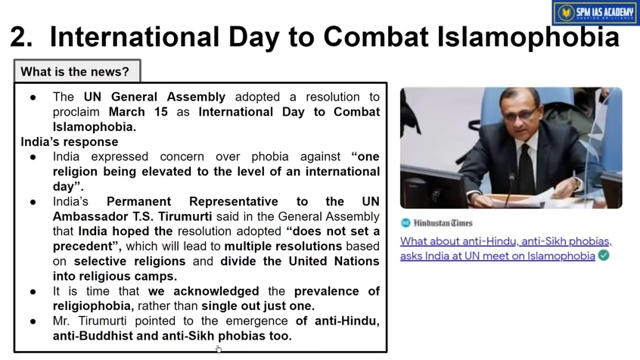 SPM IAS ACADEMY
2. International Day to Combat Islamophobia
What is the news?
● The UN General Assembly adopted a resolution to
proclaim March 15 as International Day to Combat
Islamophobia.
India's response
● India expressed concern over phobia against "one
religion being elevated to the level of an international
day".
● India's Permanent Representative to the UN
Ambassador T.S. Tirumurti said in the General Assembly
that India hoped the resolution adopted "does not set a
precedent", which will lead to multiple resolutions based
on selective religions and divide the United Nations
into religious camps.
● It is time that we acknowledged the prevalence of
religiophobia, rather than single out just one.
● Mr. Tirumurti pointed to the emergence of anti-Hindu,
anti-Buddhist and anti-Sikh phobias too.
Hindustan Times
What about anti-Hindu, anti-Sikh phobias,
asks India at UN meet on Islamophobia